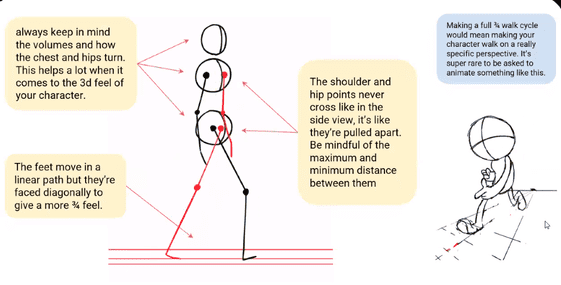 always keep in mind
the volumes and how
the chest and hips turn.
This helps a lot when it
comes to the 3d feel of
your character.
The feet move in a
linear path but they're
faced diagonally to
give a more ¾ feel.
The shoulder and
hip points never
cross like in the
side view, it's like
they're pulled apart.
Be mindful of the
maximum and
minimum distance
between them
Making a full ¾ walk cycle
would mean making your
character walk on a really
specific perspective. It's
super rare to be asked to
animate something like this.